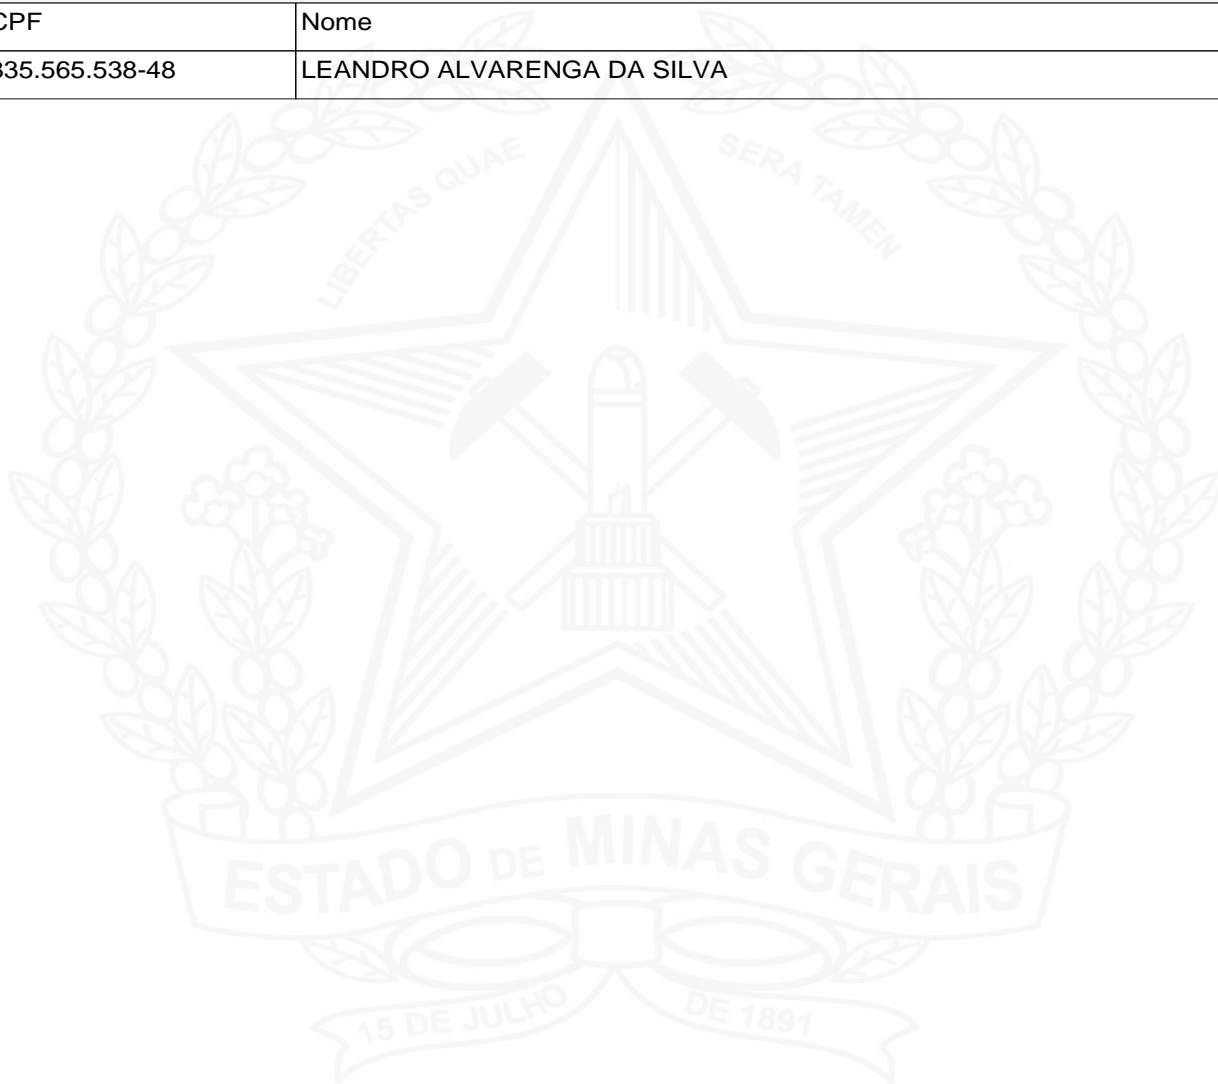 CPF Nome
335.565.538-48 LEANDRO ALVARENGA DA SILVA
LIBERTAS QUAE SERA TAMEN
ESTADO DE MINAS GERAIS
15 DE JULHO DE 1891